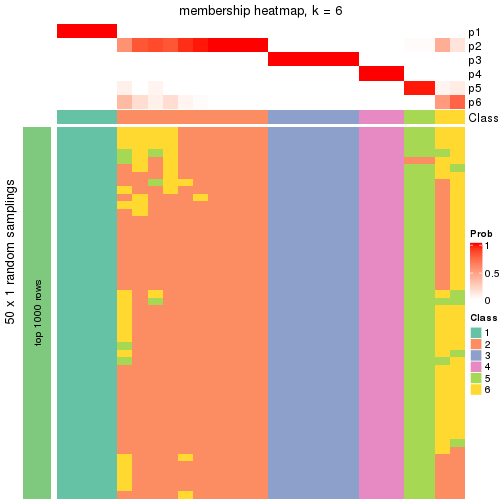 membership heatmap, k = 6
p1
p2
p3
p4
p5
p6
Class
50 x 1 random samplings
top 1000 rows
Prob
1
0.5
0
Class
1
2
3
4
5
6